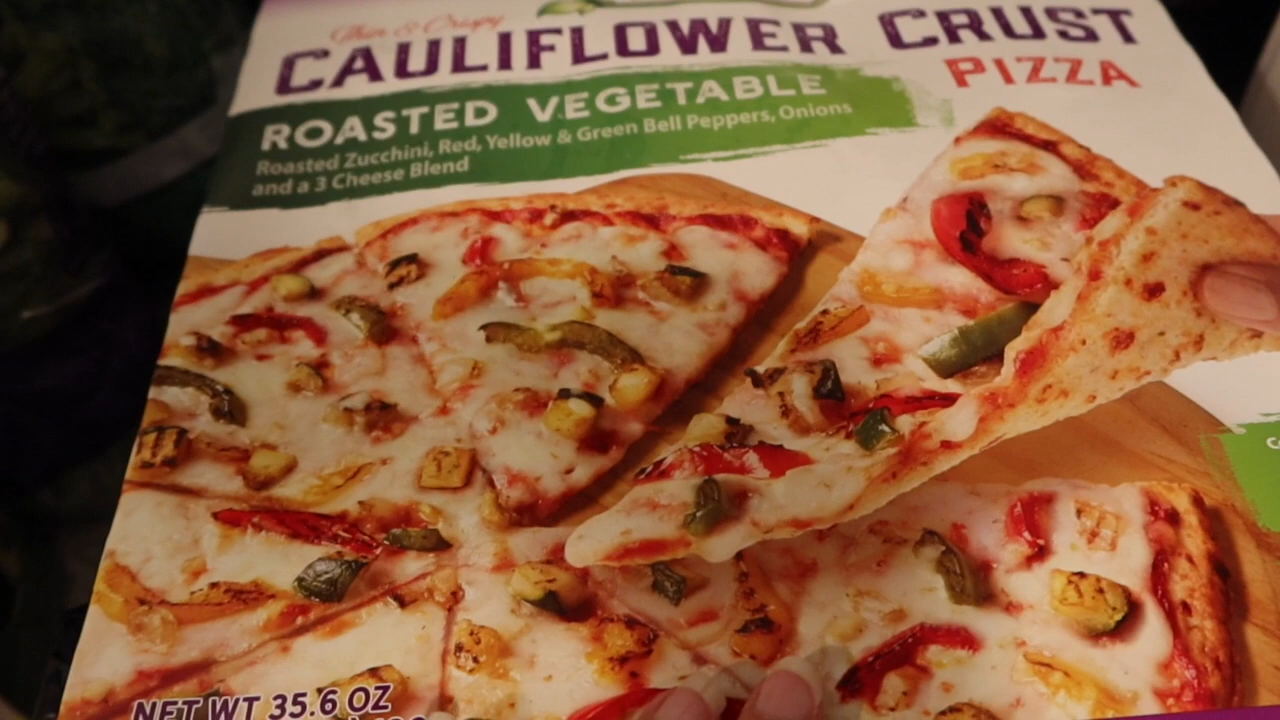 Thin & Crispy
CAULIFLOWER CRUST
PIZZA
ROASTED VEGETABLE
Roasted Zucchini, Red, Yellow & Green Bell Peppers, Onions
and a 3 Cheese Blend
NET WT 35.6 OZ